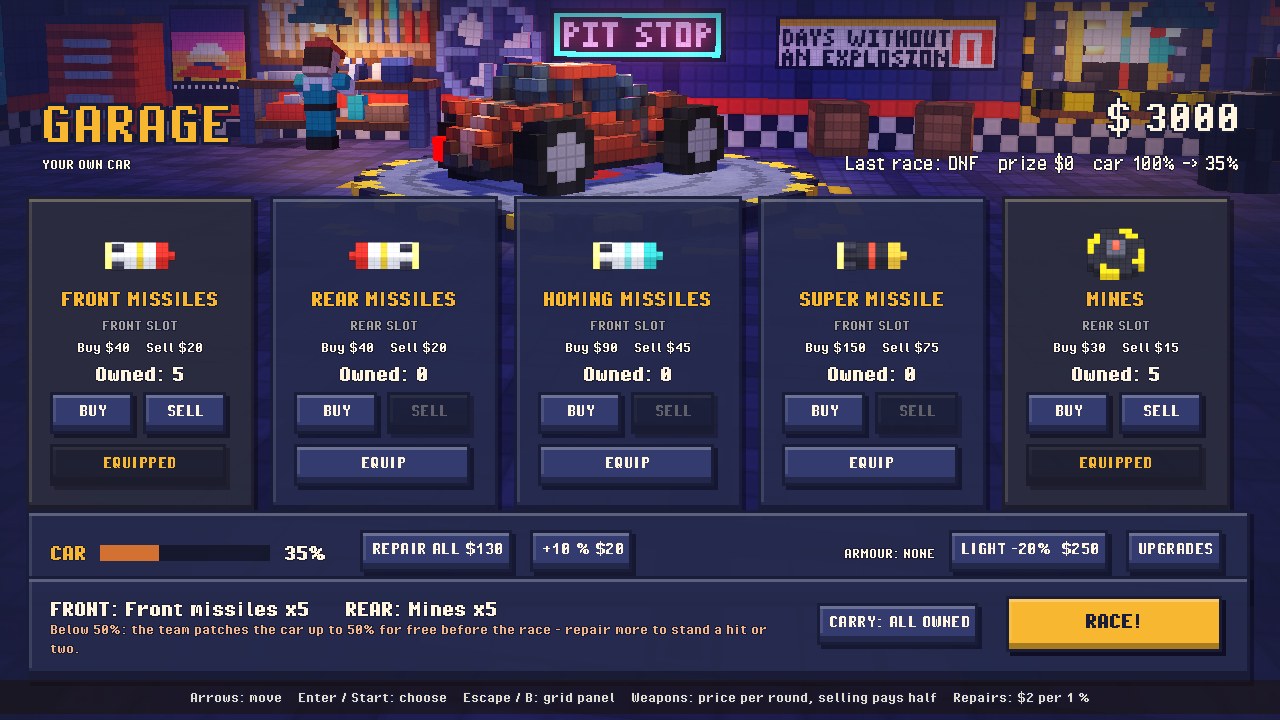 PIT STOP
DAYS WITHOUT
AN EXPLOSION
GARAGE
$ 3000
YOUR OWN CAR
Last race: DNF prize $0 car 100% -> 35%
FRONT MISSILES
FRONT SLOT
Buy $40 Sell $20
Owned: 5
BUY SELL
EQUIPPED
REAR MISSILES
REAR SLOT
Buy $40 Sell $20
Owned: 0
BUY SELL
EQUIP
HOMING MISSILES
FRONT SLOT
Buy $90 Sell $45
Owned: 0
BUY SELL
EQUIP
SUPER MISSILE
FRONT SLOT
Buy $150 Sell $75
Owned: 0
BUY SELL
EQUIP
MINES
REAR SLOT
Buy $30 Sell $15
Owned: 5
BUY SELL
EQUIPPED
CAR 35% REPAIR ALL $130 +10 % $20 ARMOUR: NONE LIGHT -20% $250 UPGRADES
FRONT: Front missiles x5 REAR: Mines x5
Below 50%: the team patches the car up to 50% for free before the race - repair more to stand a hit or
two.
CARRY: ALL OWNED
RACE!
Arrows: move Enter / Start: choose Escape / B: grid panel Weapons: price per round, selling pays half Repairs: $2 per 1 %